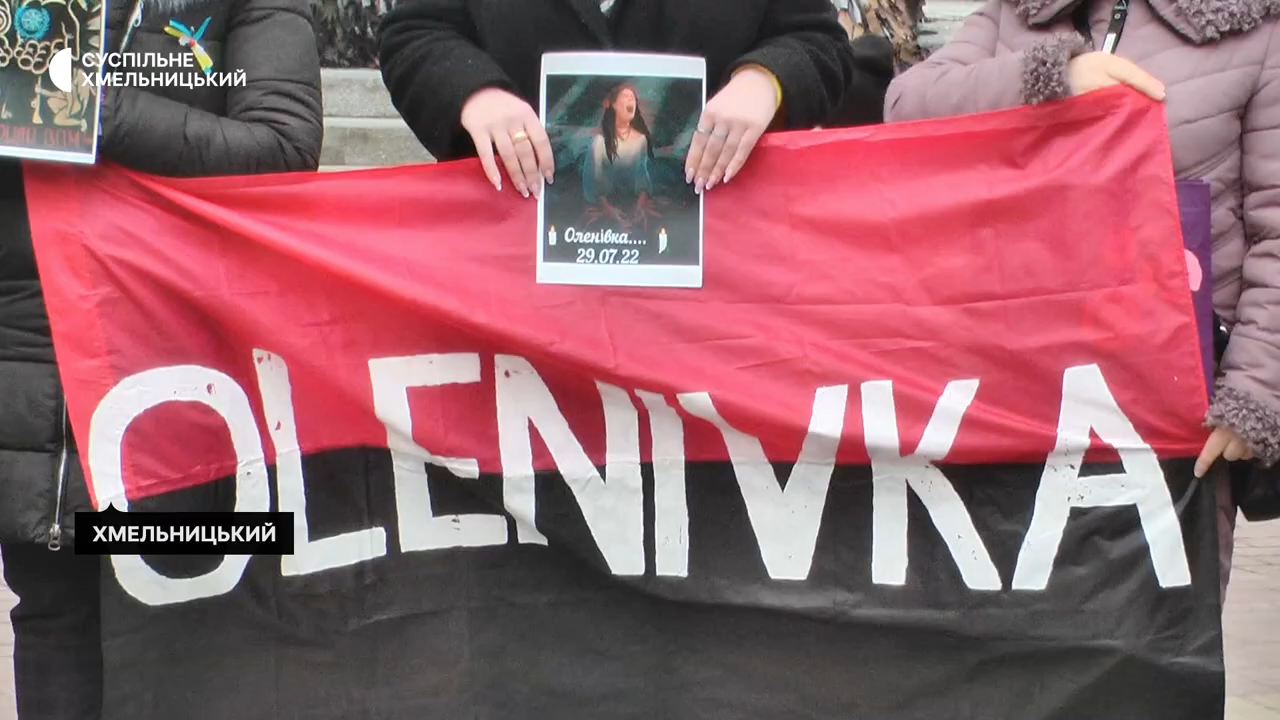 СУСПІЛЬНЕ
ХМЕЛЬНИЦЬКИЙ
Оленівка....
29.07.22
OLENIVKA
ХМЕЛЬНИЦЬКИЙ